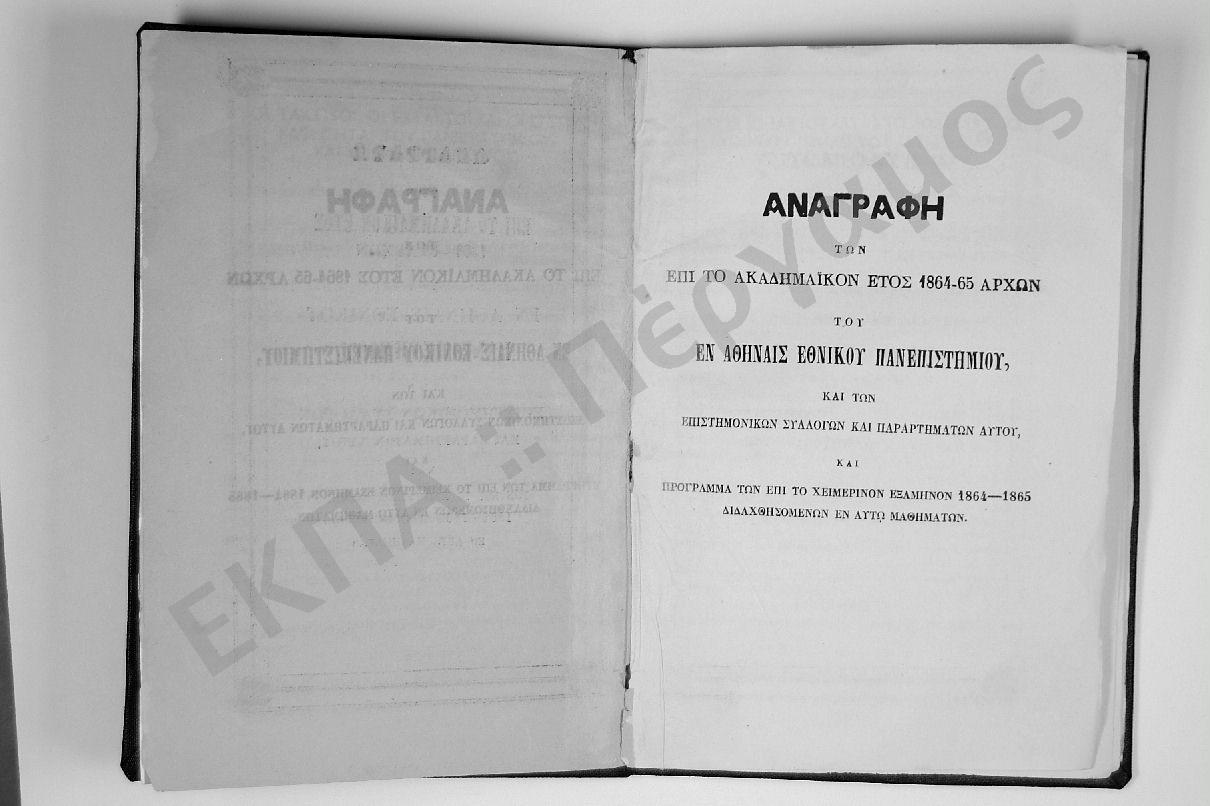 ΑΝΑΓΡΑΦΗ
ΤΩΝ
ΕΠΙ ΤΟ ΑΚΑΔΗΜΑΪΚΟΝ ΕΤΟΣ 1864-65 ΑΡΧΩΝ
ΤΟΥ
ΕΝ ΑΘΗΝΑΙΣ ΕΘΝΙΚΟΥ ΠΑΝΕΠΙΣΤΗΜΙΟΥ,
ΚΑΙ ΤΩΝ
ΕΠΙΣΤΗΜΟΝΙΚΩΝ ΣΥΛΛΟΓΩΝ ΚΑΙ ΠΑΡΑΡΤΗΜΑΤΩΝ ΑΥΤΟΥ,
ΚΑΙ
ΠΡΟΓΡΑΜΜΑ ΤΩΝ ΕΠΙ ΤΟ ΧΕΙΜΕΡΙΝΟΝ ΕΞΑΜΗΝΟΝ 1864—1865
ΔΙΔΑΧΘΗΣΟΜΕΝΩΝ ΕΝ ΑΥΤΩ ΜΑΘΗΜΑΤΩΝ.
ΕΚΠΑ :: Πέργαμος